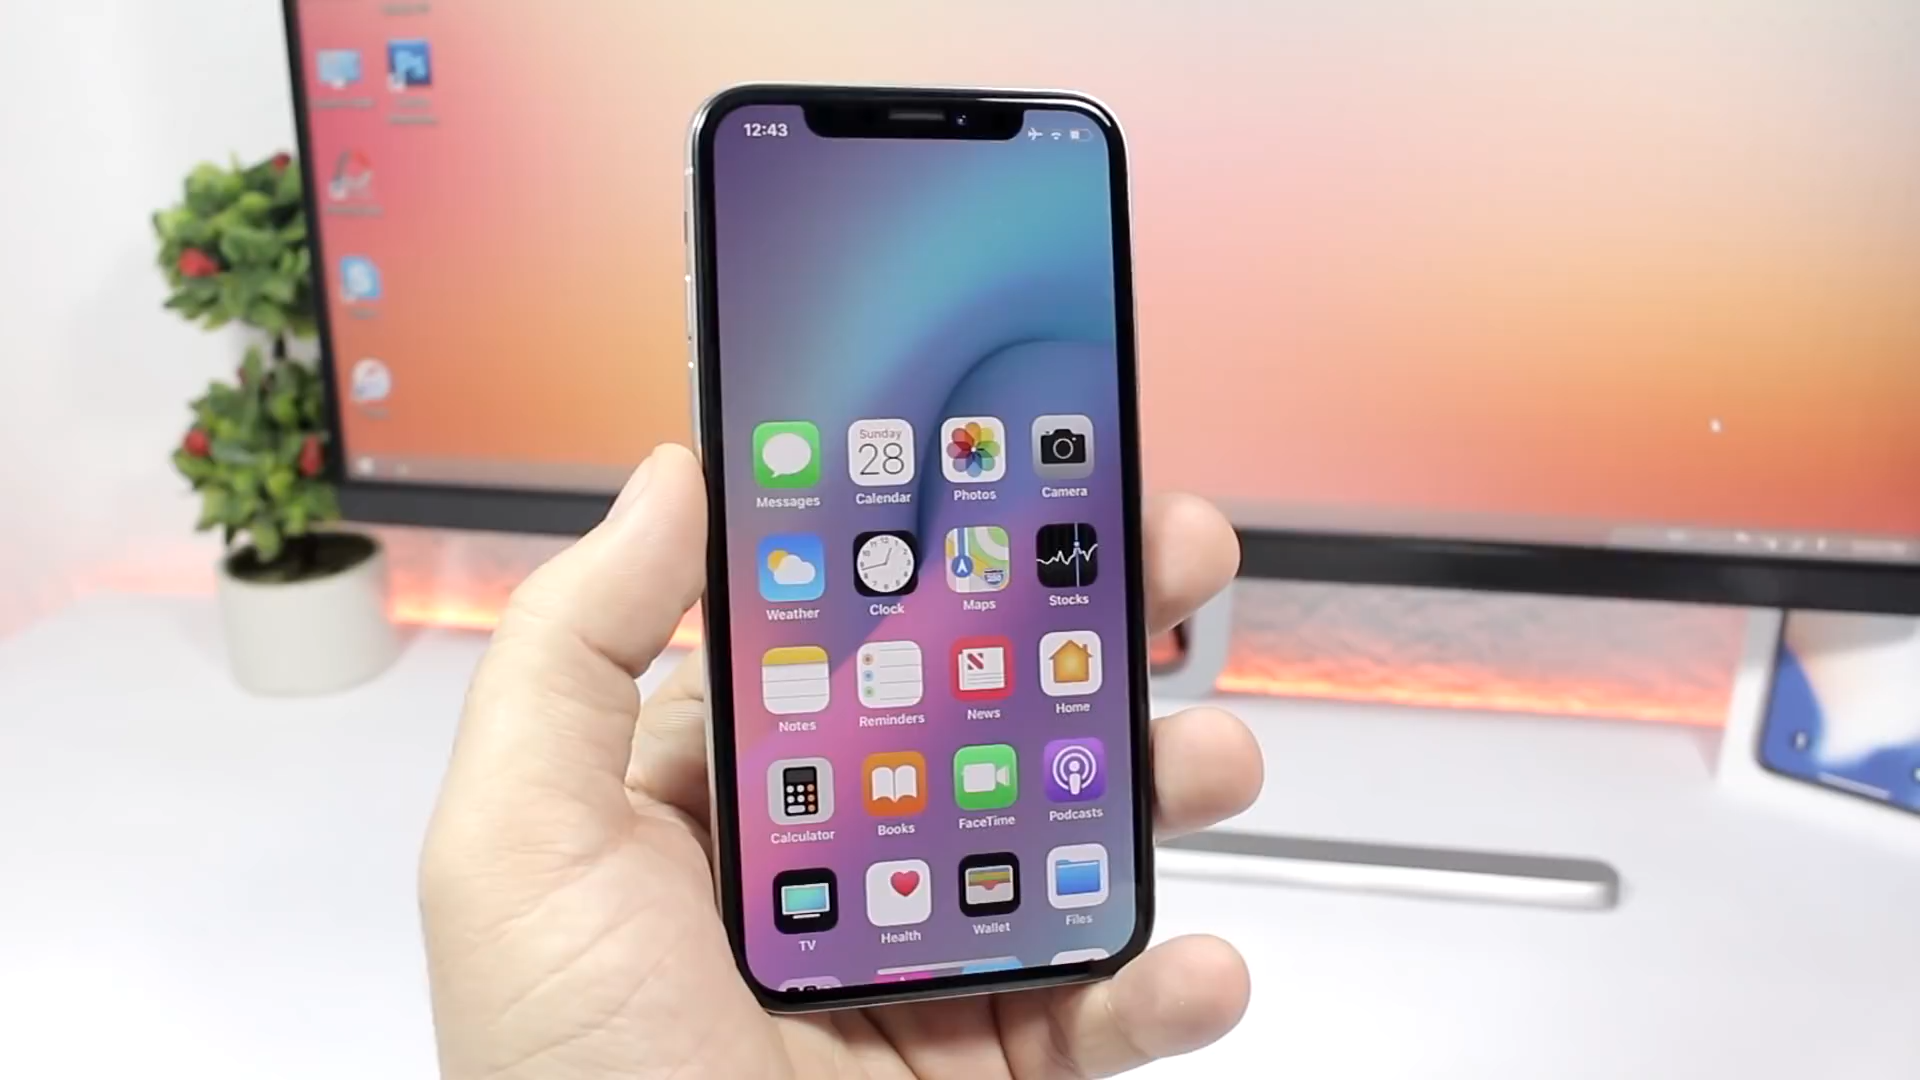 Ps
S
12:43
Sunday
28
Messages
Calendar
Photos
Camera
Weather
Clock
Maps
Stocks
Notes
Reminders
News
Home
Calculator
Books
FaceTime
Podcasts
TV
Health
Wallet
Files